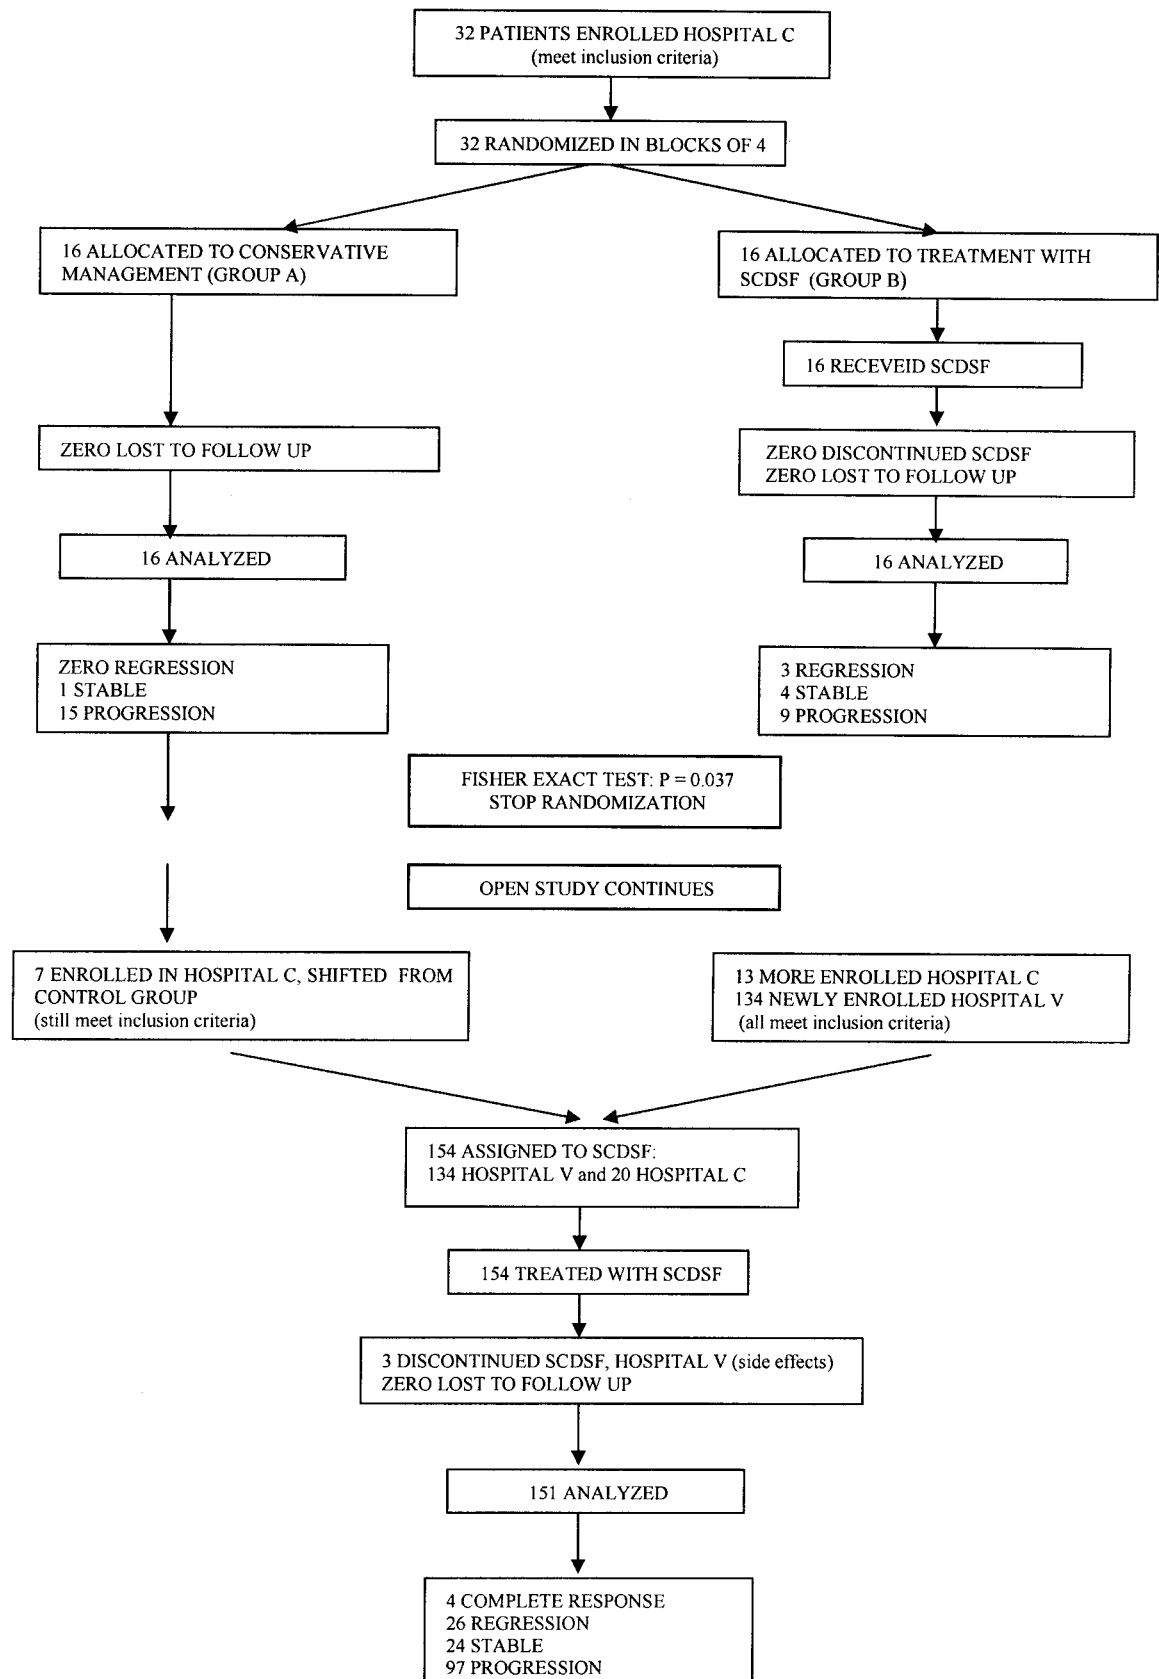 32 PATIENTS ENROLLED HOSPITAL C
(meet inclusion criteria)
32 RANDOMIZED IN BLOCKS OF 4
16 ALLOCATED TO CONSERVATIVE
MANAGEMENT (GROUP A)
16 ALLOCATED TO TREATMENT WITH
SCDSF (GROUP B)
16 RECEVEID SCDSF
ZERO LOST TO FOLLOW UP
ZERO DISCONTINUED SCDSF
ZERO LOST TO FOLLOW UP
16 ANALYZED
16 ANALYZED
ZERO REGRESSION
1 STABLE
15 PROGRESSION
3 REGRESSION
4 STABLE
9 PROGRESSION
FISHER EXACT TEST: P = 0.037
STOP RANDOMIZATION
OPEN STUDY CONTINUES
7 ENROLLED IN HOSPITAL C, SHIFTED FROM
CONTROL GROUP
(still meet inclusion criteria)
13 MORE ENROLLED HOSPITAL C
134 NEWLY ENROLLED HOSPITAL V
(all meet inclusion criteria)
154 ASSIGNED TO SCDSF:
134 HOSPITAL V and 20 HOSPITAL C
154 TREATED WITH SCDSF
3 DISCONTINUED SCDSF, HOSPITAL V (side effects)
ZERO LOST TO FOLLOW UP
151 ANALYZED
4 COMPLETE RESPONSE
26 REGRESSION
24 STABLE
97 PROGRESSION